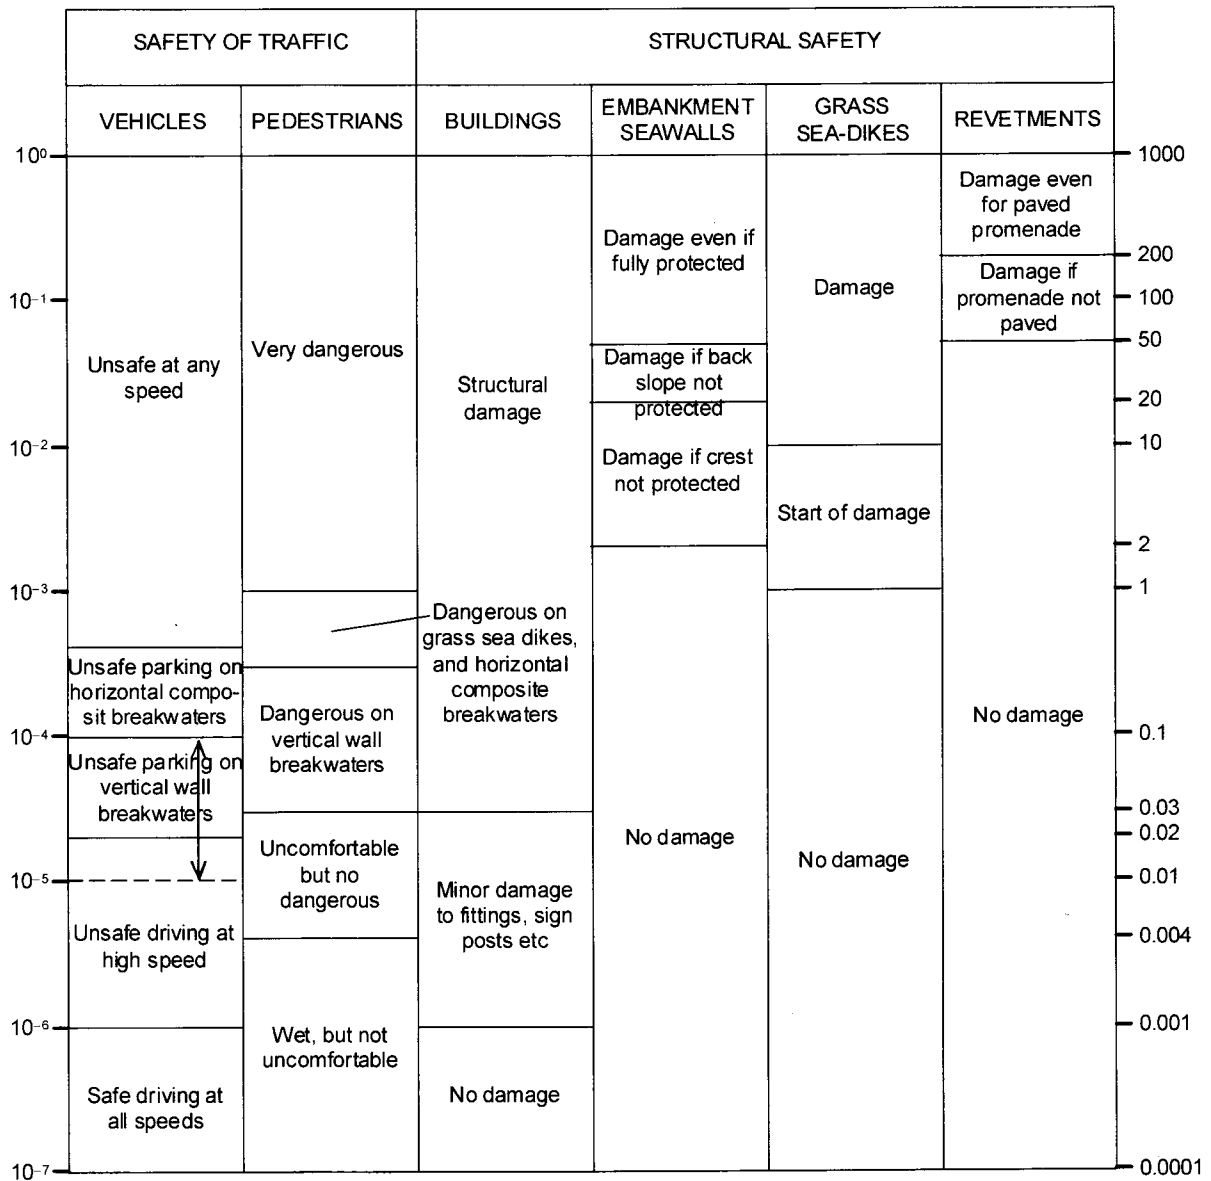 SAFETY OF TRAFFIC
STRUCTURAL SAFETY
VEHICLES
PEDESTRIANS
BUILDINGS
EMBANKMENT
SEAWALLS
GRASS
SEA-DIKES
REVETMENTS
10⁰
10⁻¹
10⁻²
10⁻³
10⁻⁴
10⁻⁵
10⁻⁶
10⁻⁷
Unsafe at any
speed
Unsafe parking on
horizontal compo-
sit breakwaters
Unsafe parking on
vertical wall
breakwaters
Unsafe driving at
high speed
Safe driving at
all speeds
Very dangerous
Dangerous on
grass sea dikes,
and horizontal
composite
breakwaters
Dangerous on
vertical wall
breakwaters
Uncomfortable
but no
dangerous
Wet, but not
uncomfortable
Structural
damage
Minor damage
to fittings, sign
posts etc
No damage
Damage even if
fully protected
Damage if back
slope not
protected
Damage if crest
not protected
No damage
Damage
Start of damage
No damage
Damage even
for paved
promenade
Damage if
promenade not
paved
No damage
1000
200
100
50
20
10
2
1
0.1
0.03
0.02
0.01
0.004
0.001
0.0001